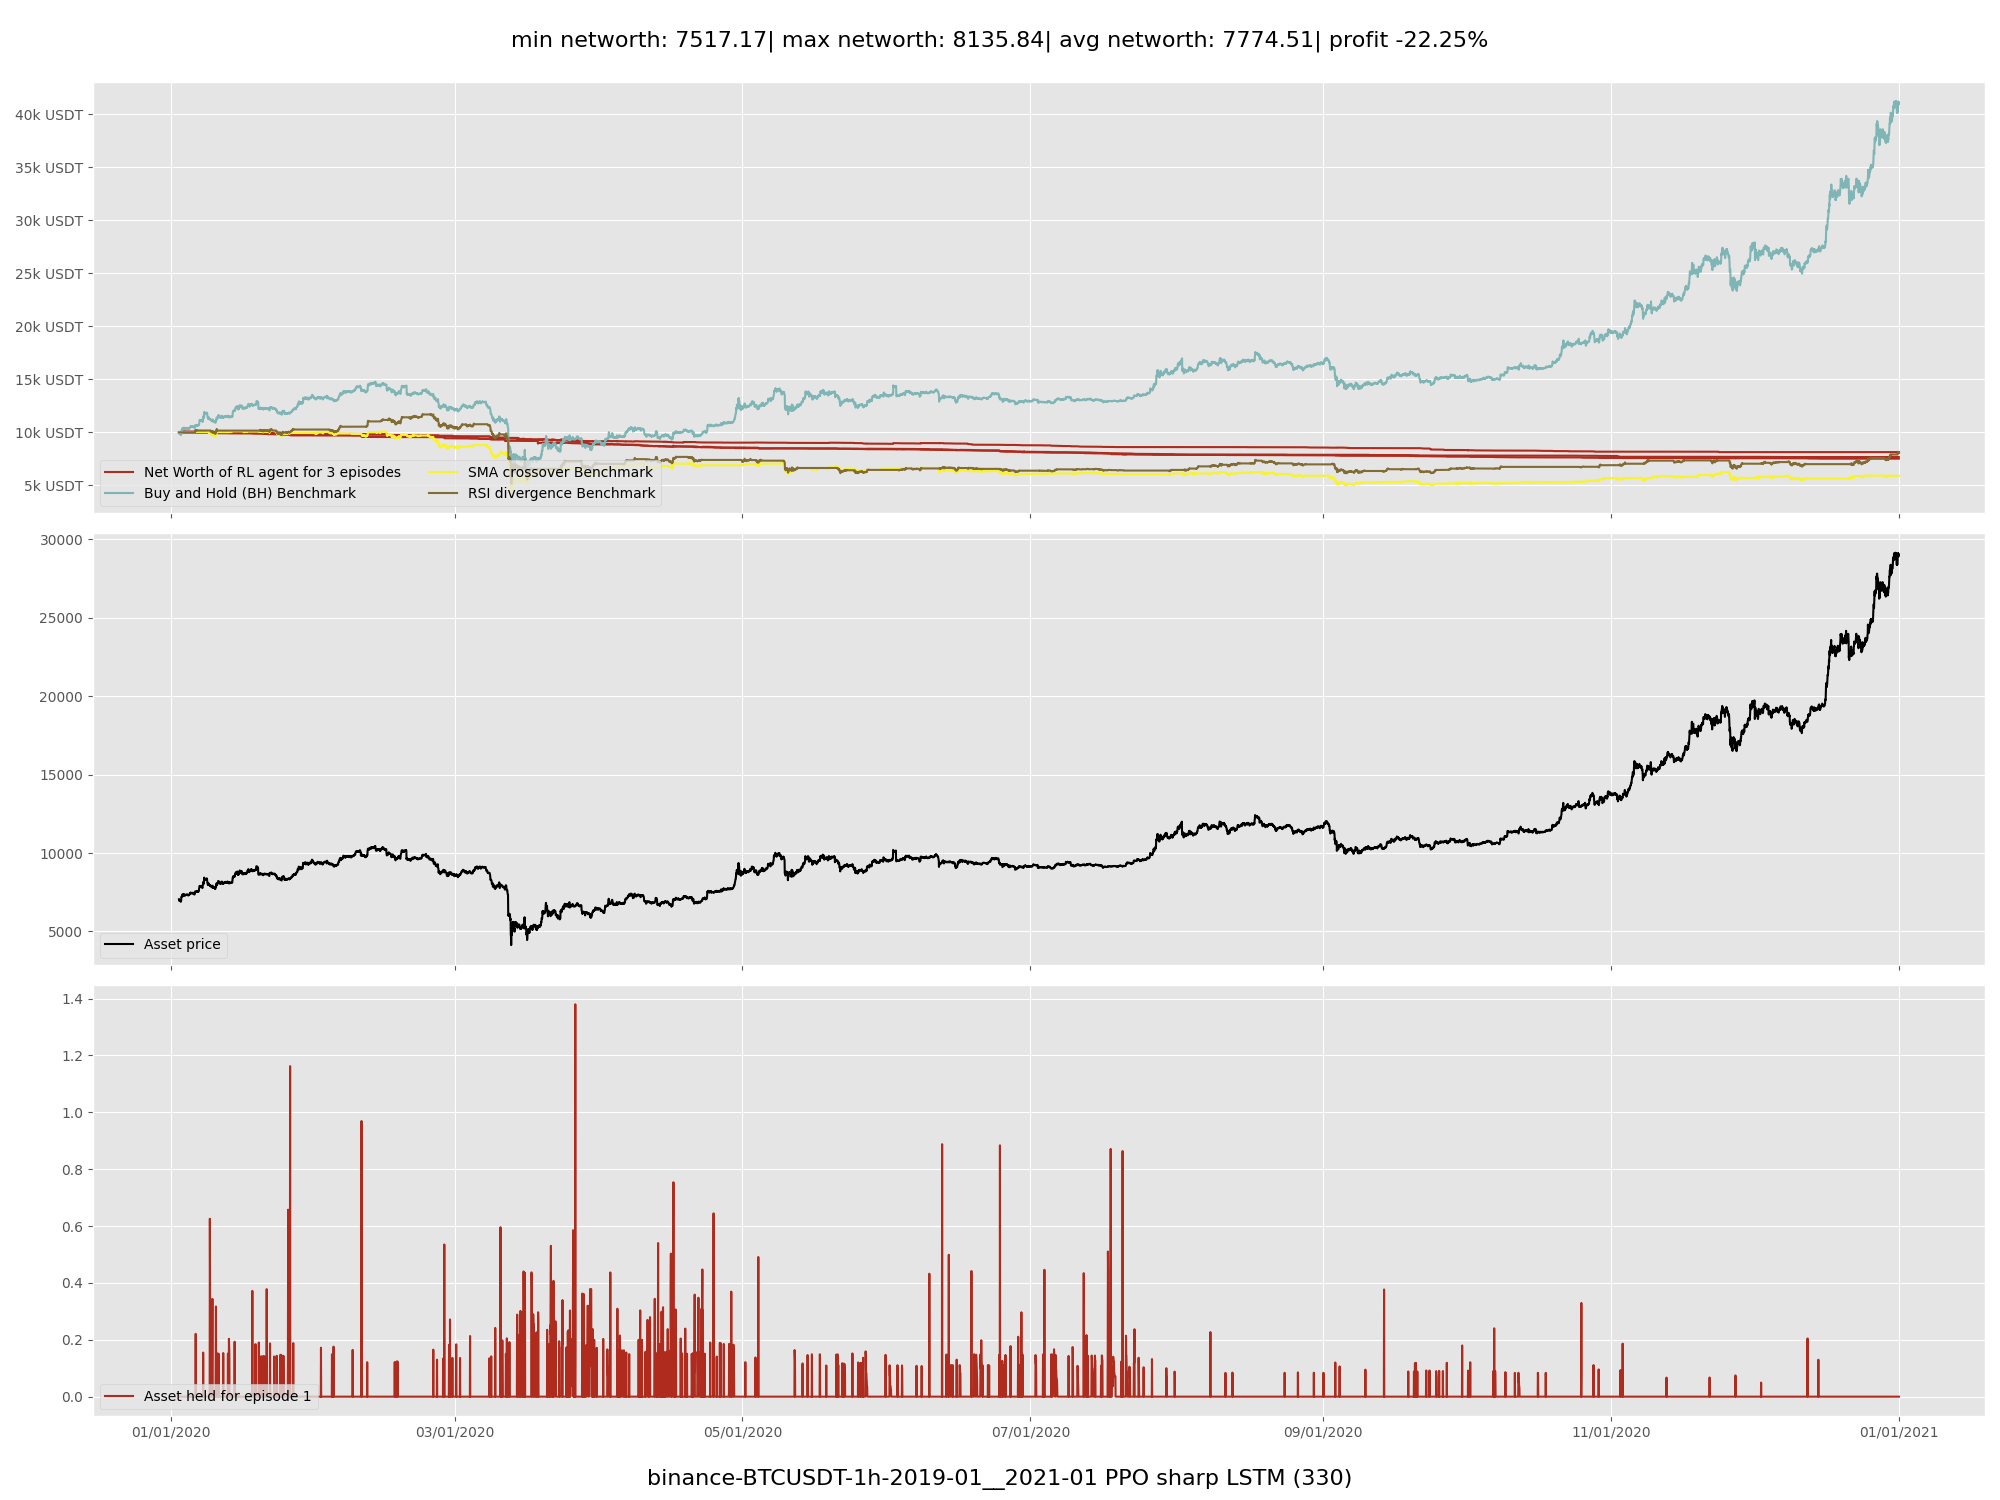 min networth: 7517.17| max networth: 8135.84| avg networth: 7774.51| profit -22.25%
40k USDT
35k USDT
30k USDT
25k USDT
20k USDT
15k USDT
10k USDT
5k USDT
Net Worth of RL agent for 3 episodes
Buy and Hold (BH) Benchmark
SMA crossover Benchmark
RSI divergence Benchmark
30000
25000
20000
15000
10000
5000
Asset price
1.4
1.2
1.0
0.8
0.6
0.4
0.2
0.0
Asset held for episode 1
01/01/2020
03/01/2020
05/01/2020
07/01/2020
09/01/2020
11/01/2020
01/01/2021
binance-BTCUSDT-1h-2019-01__2021-01 PPO sharp LSTM (330)